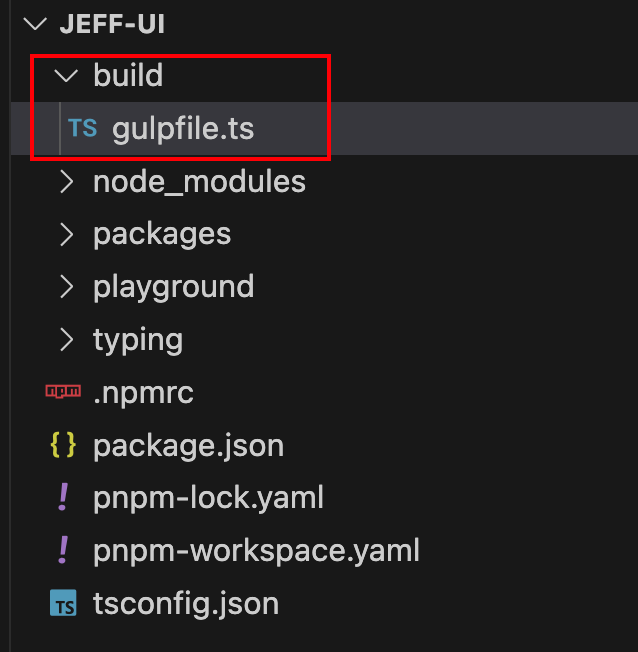 JEFF-UI
build
TS gulpfile.ts
node_modules
packages
playground
typing
npm .npmrc
{} package.json
! pnpm-lock.yaml
! pnpm-workspace.yaml
TS tsconfig.json